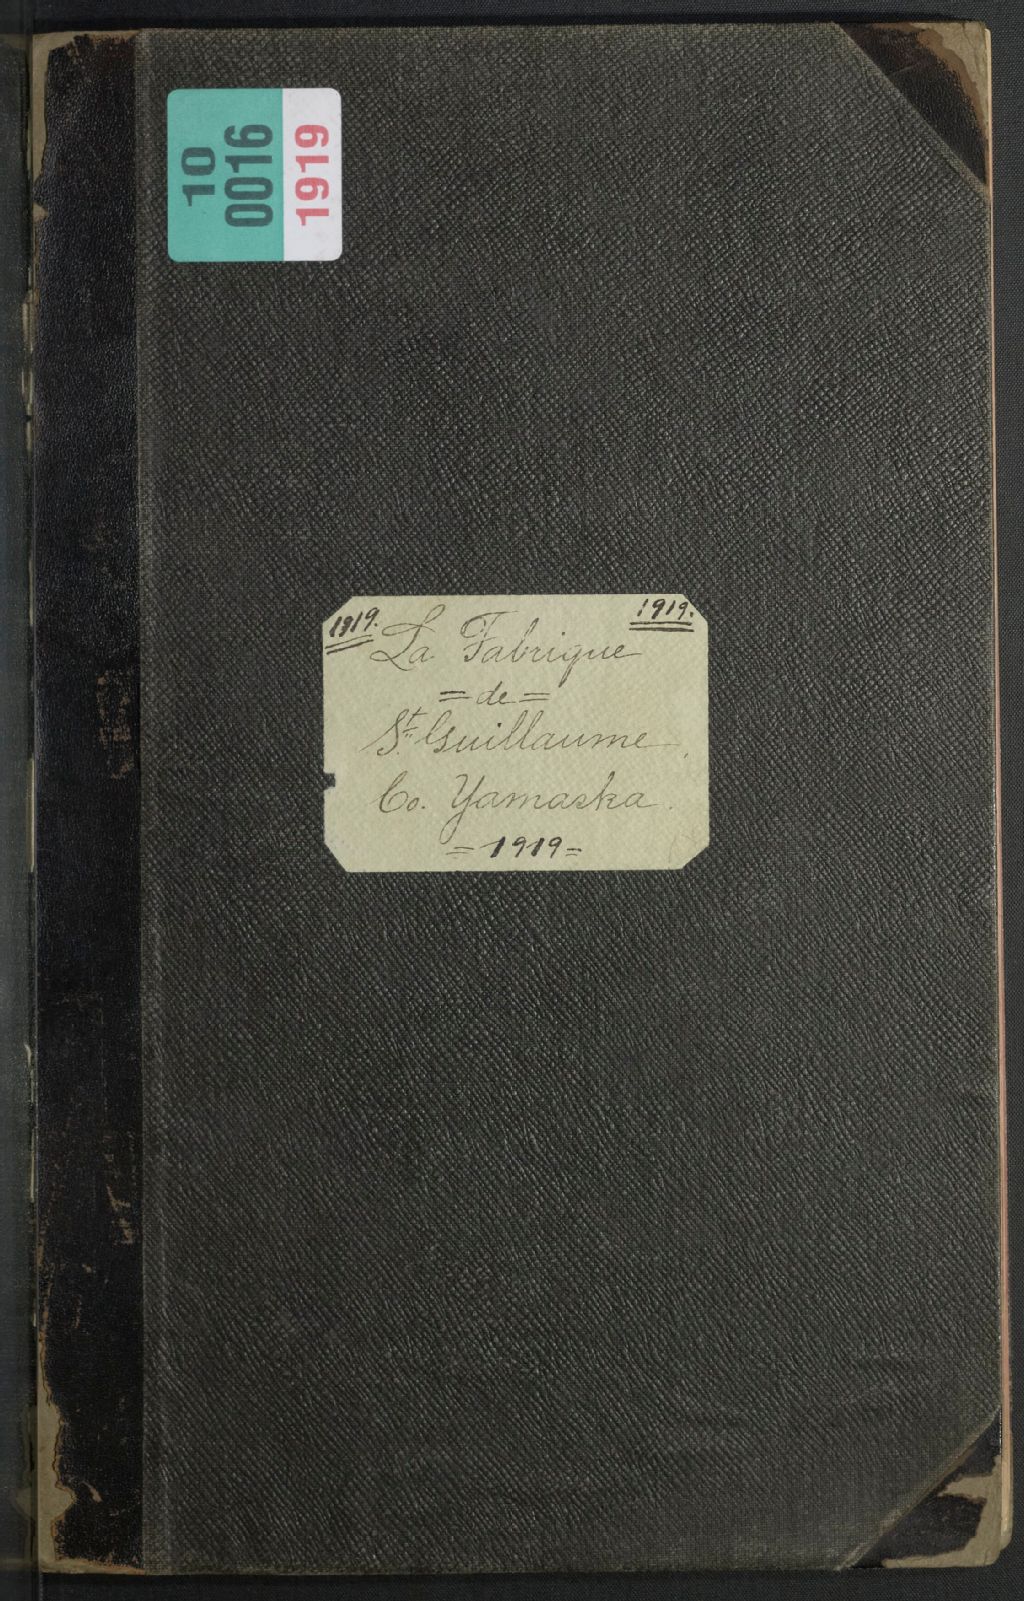 10
0016
1919
1919. 1919.
La Fabrique
= de =
St. Guillaume,
Co. Yamaska.
= 1919 =